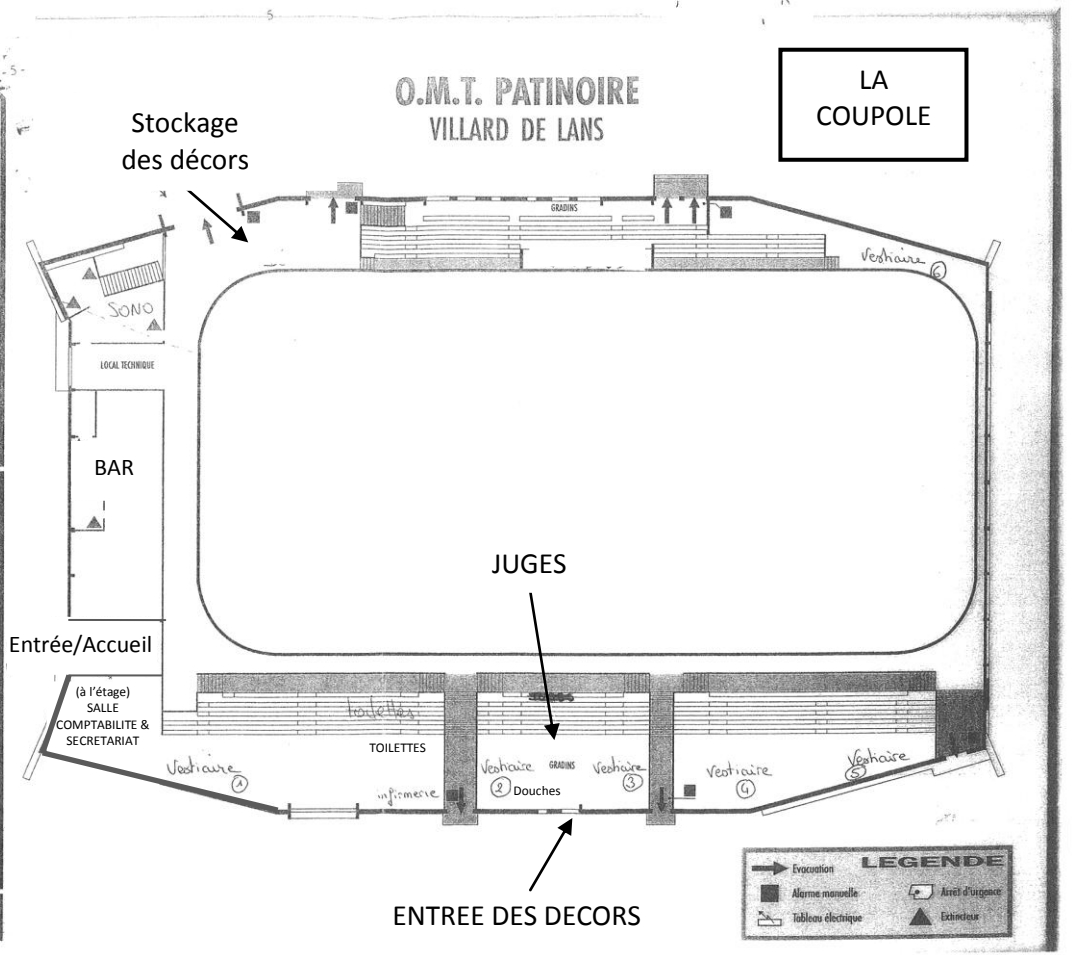 O.M.T. PATINOIRE
VILLARD DE LANS
LA
COUPOLE
Stockage
des décors
GRADINS
Vestiaire
6
SONO
LOCAL TECHNIQUE
BAR
JUGES
Entrée/Accueil
(à l'étage)
SALLE
COMPTABILITE &
SECRETARIAT
toilettes
TOILETTES
Vestiaire
1
infirmerie
Vestiaire
2
GRADINS
Douches
Vestiaire
3
Vestiaire
4
Vestiaire
5
ENTREE DES DECORS
LEGENDE
Evacuation
Alarme manuelle
Arrêt d'urgence
Tableau électrique
Extincteur